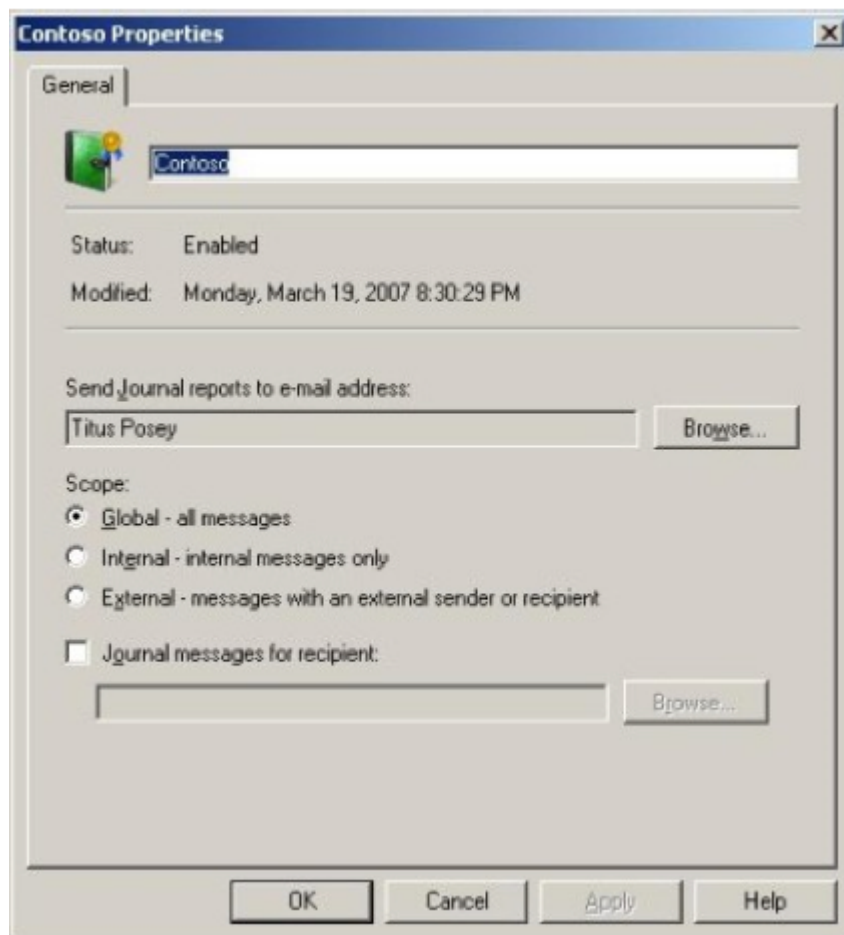 Contoso Properties
General
Contoso
Status: Enabled
Modified: Monday, March 19, 2007 8:30:29 PM
Send Journal reports to e-mail address:
Titus Posey
Browse...
Scope:
Global - all messages
Internal - internal messages only
External - messages with an external sender or recipient
Journal messages for recipient:
Browse...
OK Cancel Apply Help